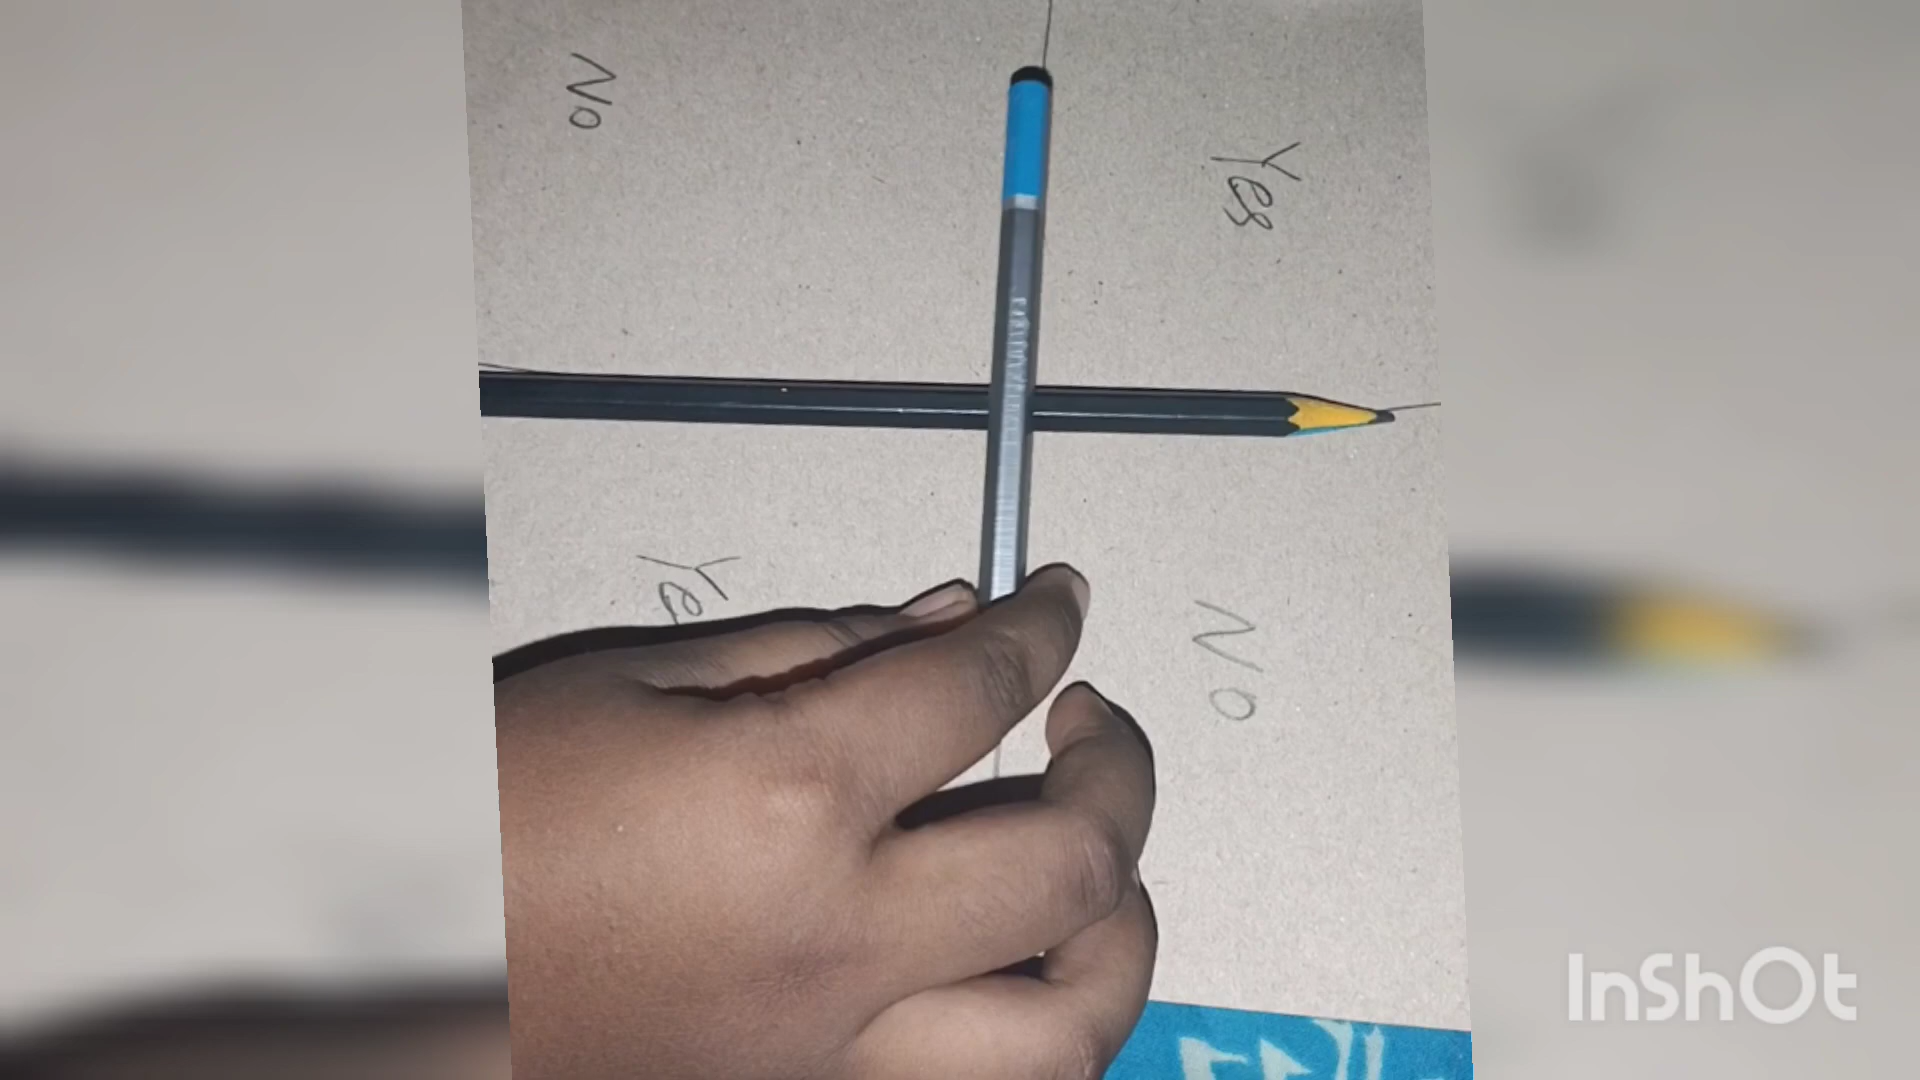 No
Yes
Yes
No
InShOt